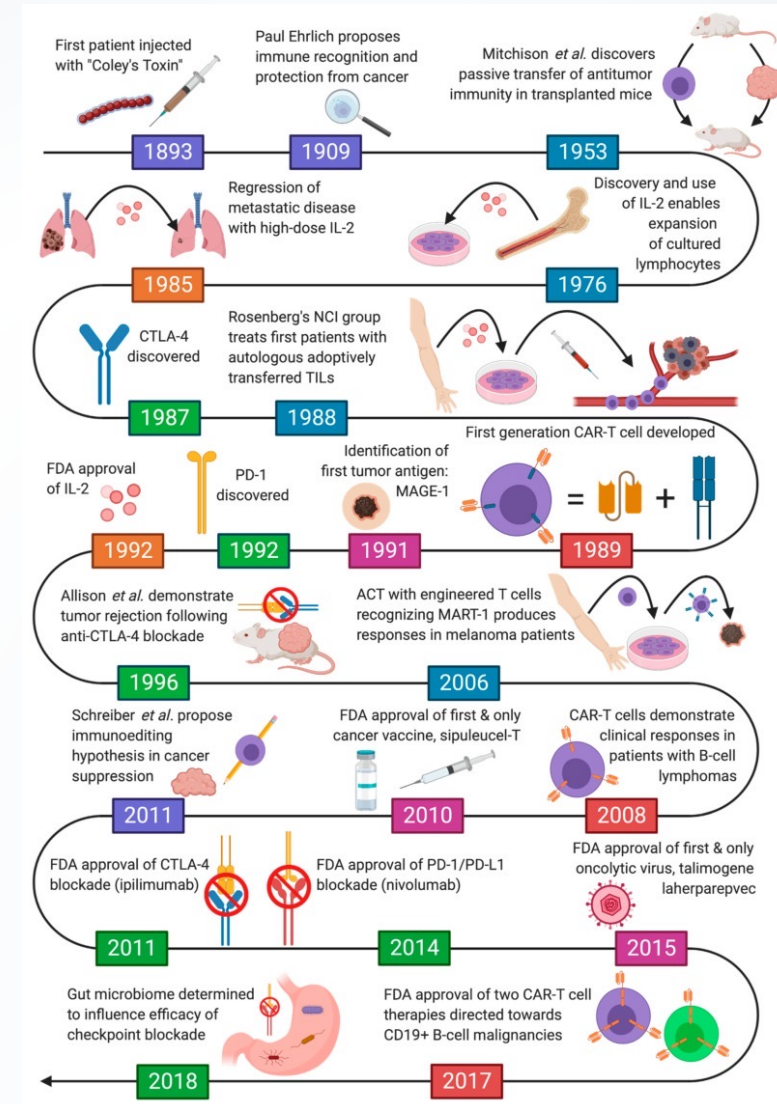 First patient injected
with "Coley's Toxin"
Paul Ehrlich proposes
immune recognition and
protection from cancer
Mitchison et al. discovers
passive transfer of antitumor
immunity in transplanted mice
1893
1909
1953
Regression of
metastatic disease
with high-dose IL-2
Discovery and use
of IL-2 enables
expansion
of cultured
lymphocytes
1985
1976
CTLA-4
discovered
Rosenberg's NCI group
treats first patients with
autologous adoptively
transferred TILs
1987
1988
First generation CAR-T cell developed
FDA approval
of IL-2
PD-1
discovered
Identification of
first tumor antigen:
MAGE-1
=
+
1992
1992
1991
1989
Allison et al. demonstrate
tumor rejection following
anti-CTLA-4 blockade
ACT with engineered T cells
recognizing MART-1 produces
responses in melanoma patients
1996
2006
Schreiber et al. propose
immunoediting
hypothesis in cancer
suppression
FDA approval of first & only
cancer vaccine, sipuleucel-T
CAR-T cells demonstrate
clinical responses in
patients with B-cell
lymphomas
2011
2010
2008
FDA approval of CTLA-4
blockade (ipilimumab)
FDA approval of PD-1/PD-L1
blockade (nivolumab)
FDA approval of first & only
oncolytic virus, talimogene
laherparepvec
2011
2014
2015
Gut microbiome determined
to influence efficacy of
checkpoint blockade
FDA approval of two CAR-T cell
therapies directed towards
CD19+ B-cell malignancies
2018
2017